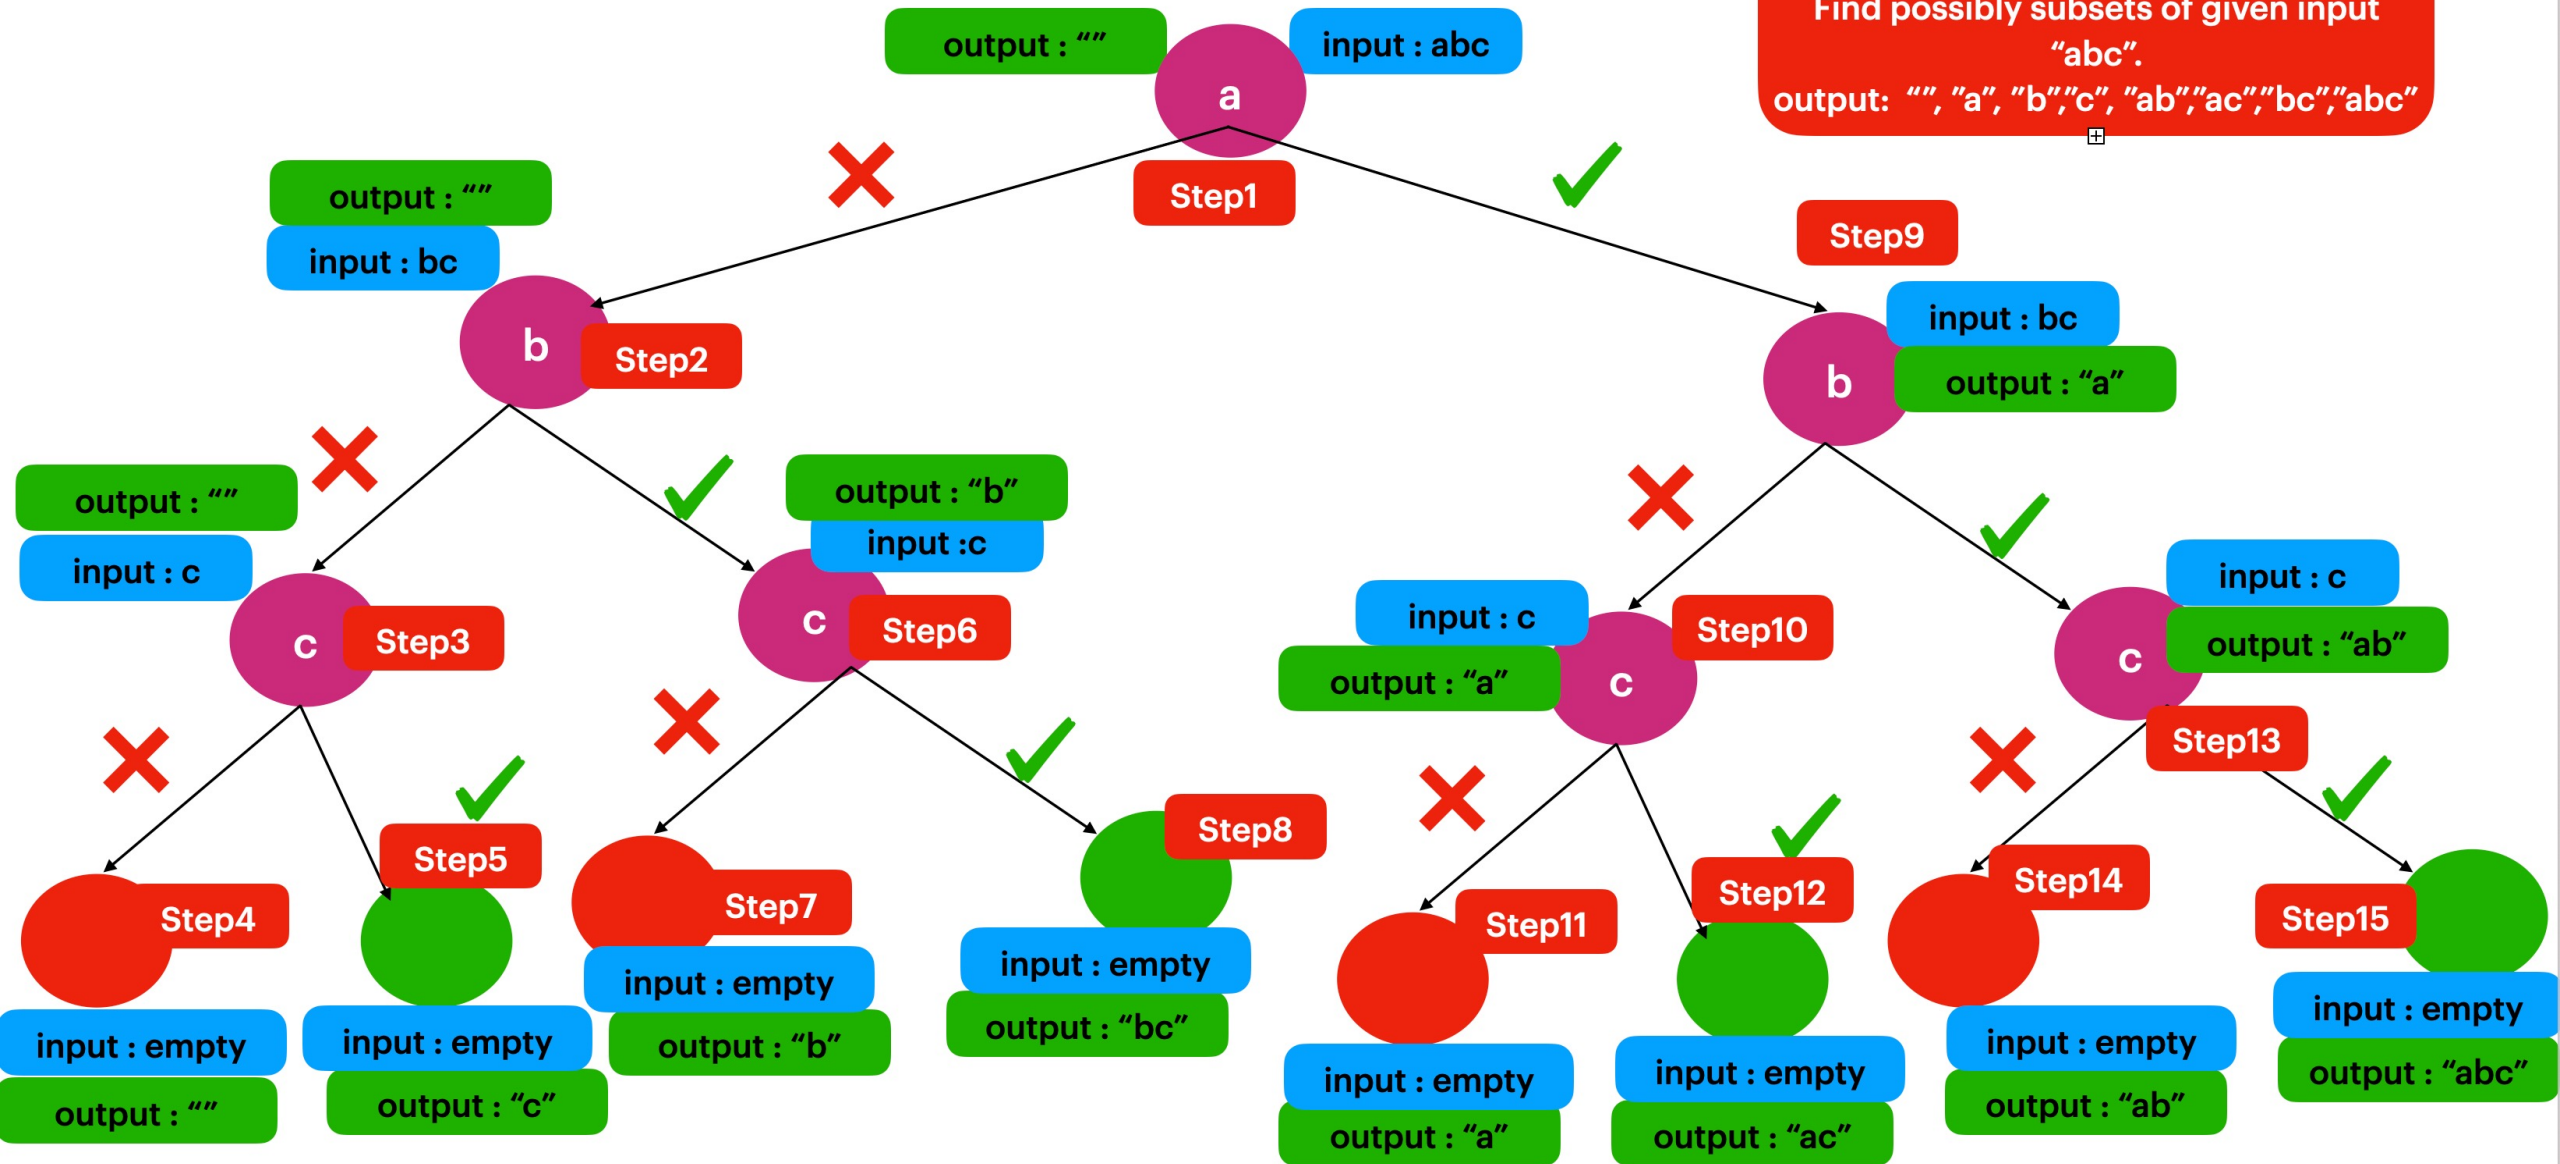 Find possibly subsets of given input
“abc”.
output: “”, ”a”, ”b”,”c”, ”ab”,”ac”,”bc”,”abc”
output : “”
input : abc
a
Step1
output : “”
input : bc
b
Step2
Step9
input : bc
output : “a”
b
output : “”
input : c
c
Step3
output : “b”
input :c
c
Step6
input : c
output : “a”
c
Step10
input : c
output : “ab”
c
Step13
Step4
input : empty
output : “”
Step5
input : empty
output : “c”
Step7
input : empty
output : “b”
Step8
input : empty
output : “bc”
Step11
input : empty
output : “a”
Step12
input : empty
output : “ac”
Step14
input : empty
output : “ab”
Step15
input : empty
output : “abc”